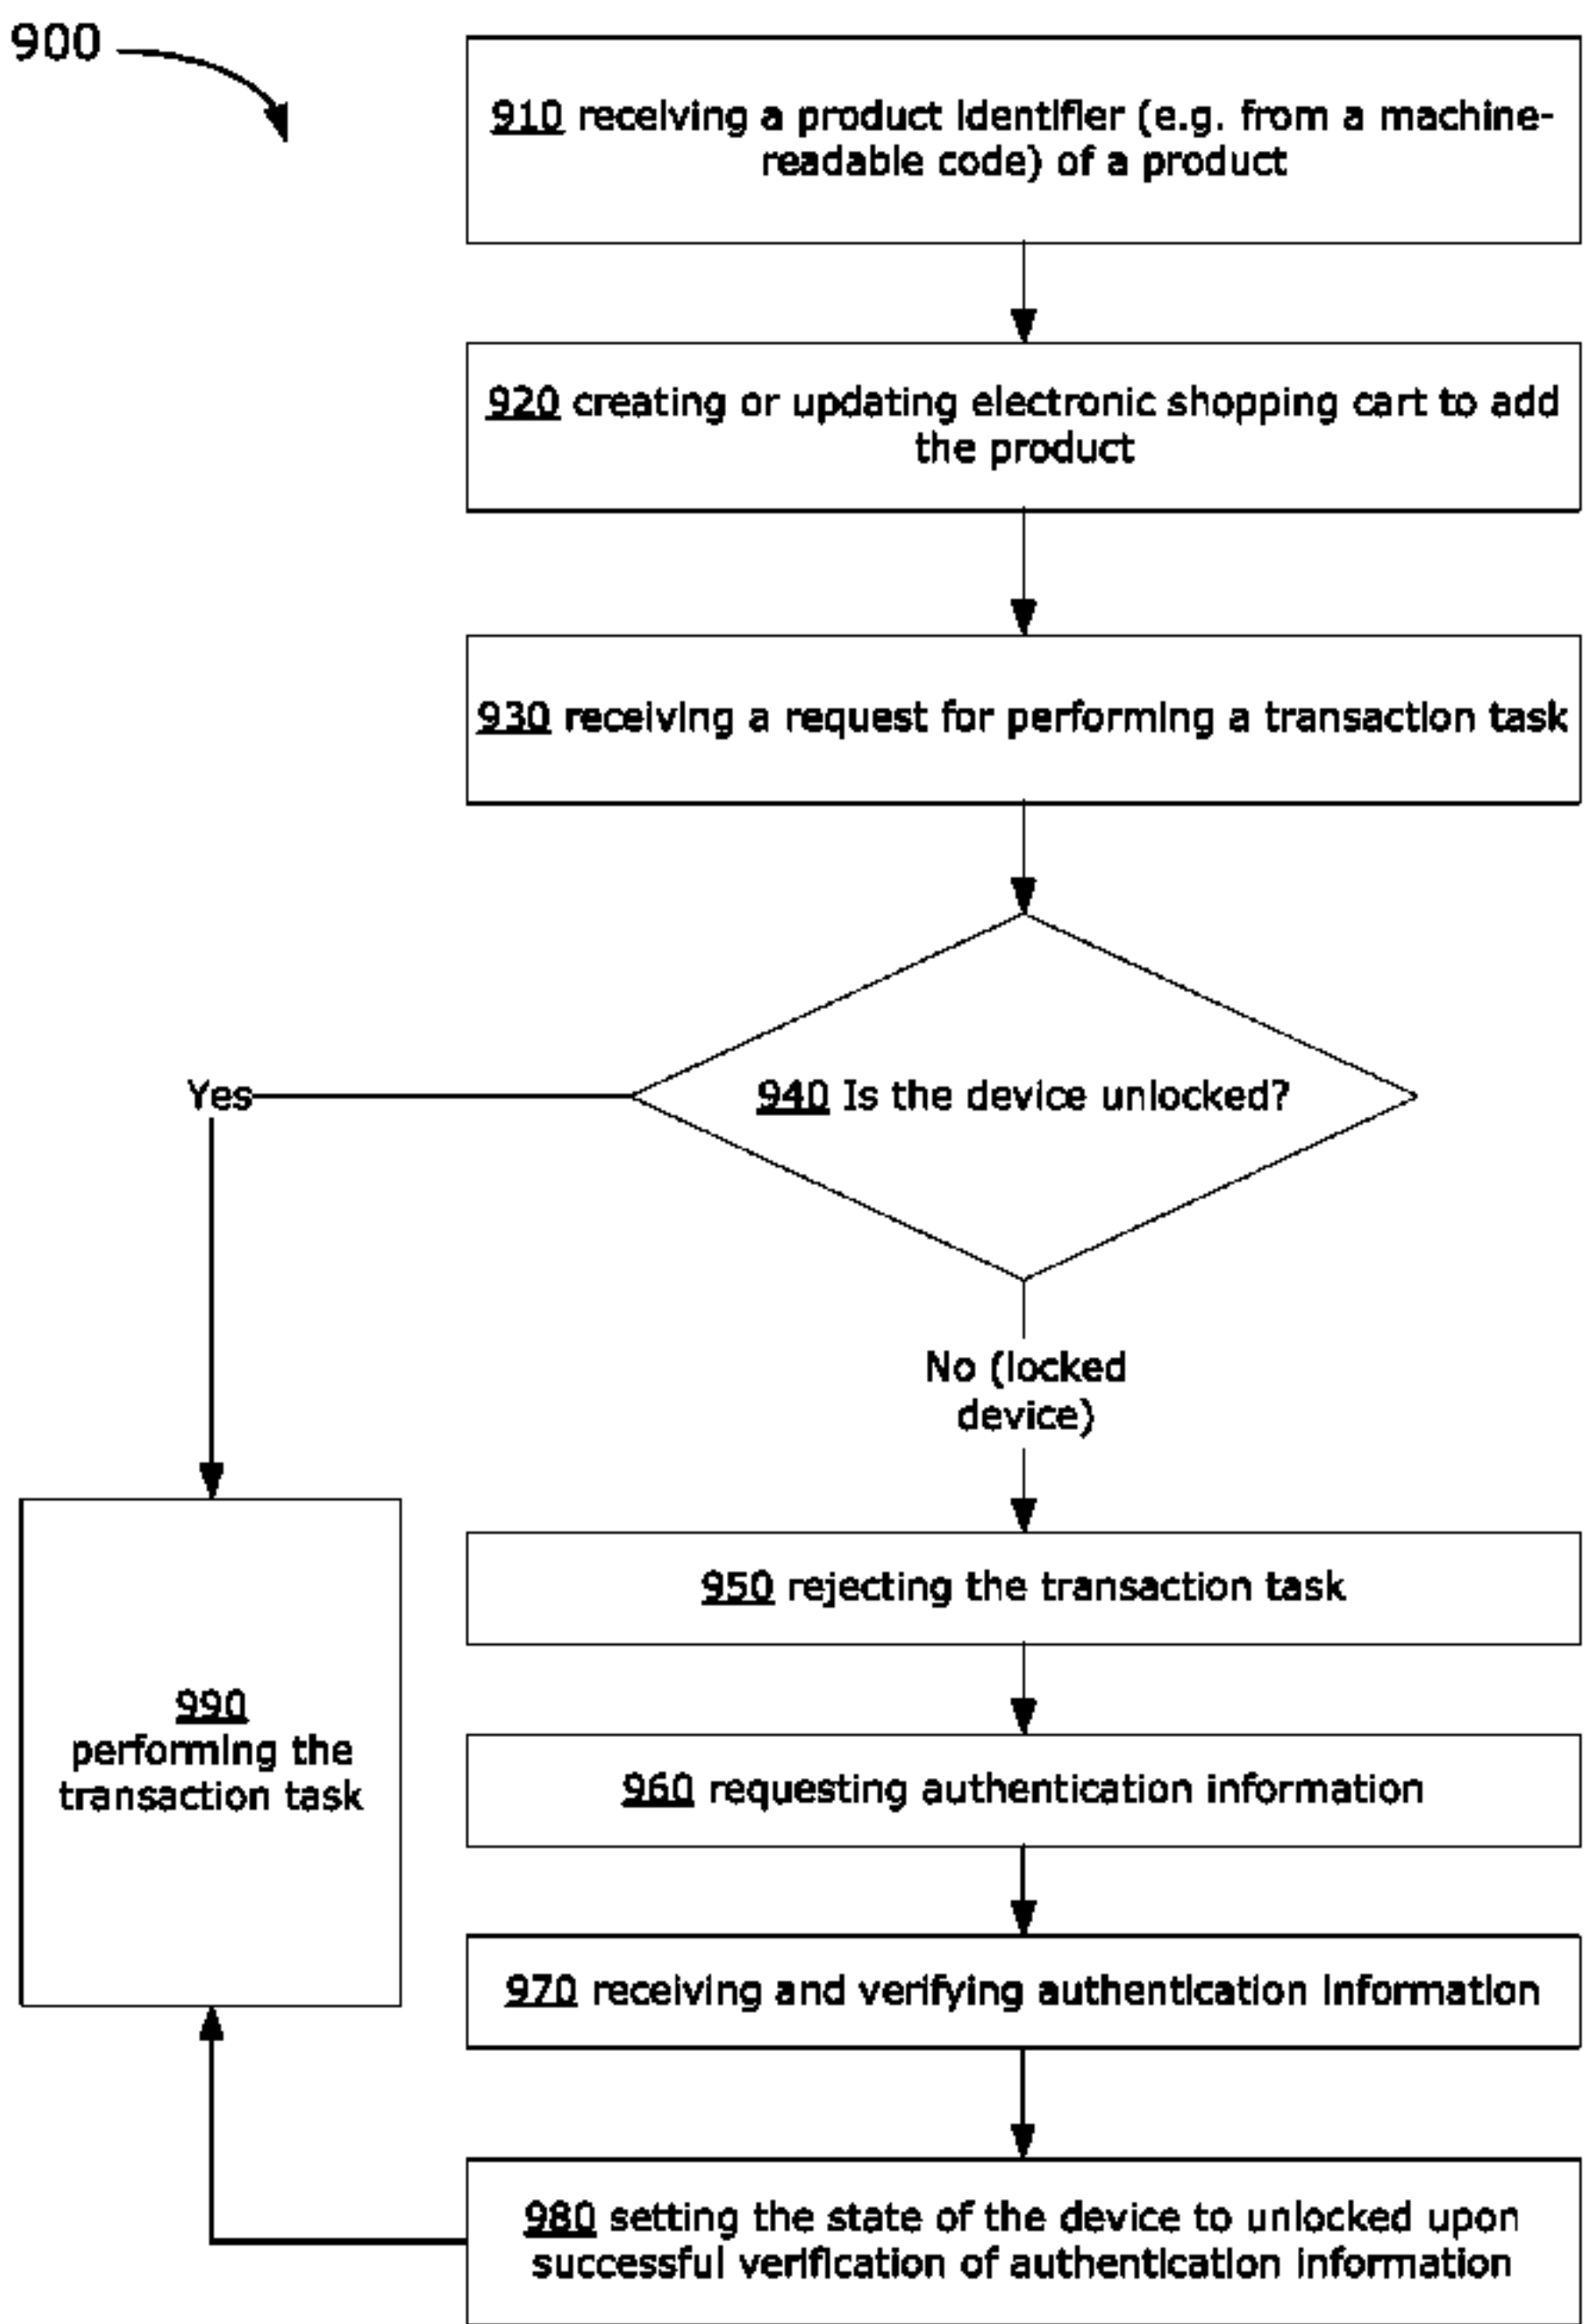 900
910 receiving a product identifier (e.g. from a machine-
readable code) of a product
920 creating or updating electronic shopping cart to add
the product
930 receiving a request for performing a transaction task
940 Is the device unlocked?
Yes
No (locked
device)
950 rejecting the transaction task
960 requesting authentication information
970 receiving and verifying authentication information
980 setting the state of the device to unlocked upon
successful verification of authentication information
990
performing the
transaction task